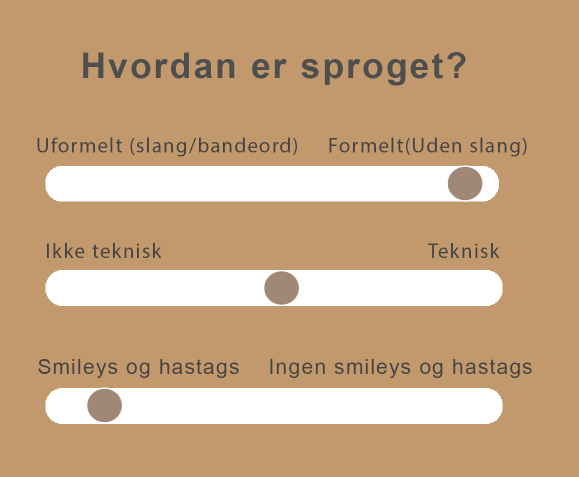 Hvordan er sproget?
Uformelt (slang/bandeord) Formelt(Uden slang)
Ikke teknisk Teknisk
Smileys og hastags Ingen smileys og hastags